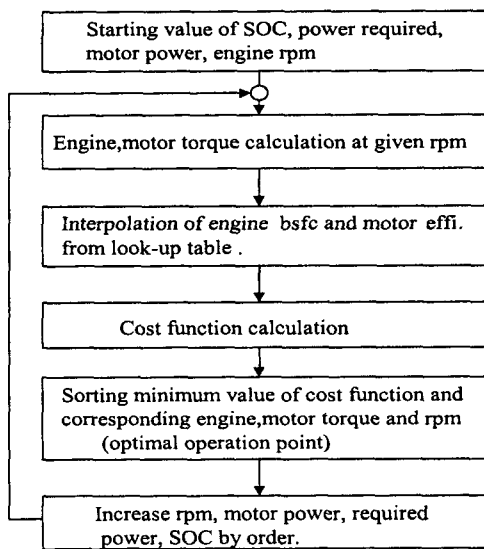 Starting value of SOC, power required,
motor power, engine rpm
Engine,motor torque calculation at given rpm
Interpolation of engine bsfc and motor effi.
from look-up table .
Cost function calculation
Sorting minimum value of cost function and
corresponding engine,motor torque and rpm
(optimal operation point)
Increase rpm, motor power, required
power, SOC by order.